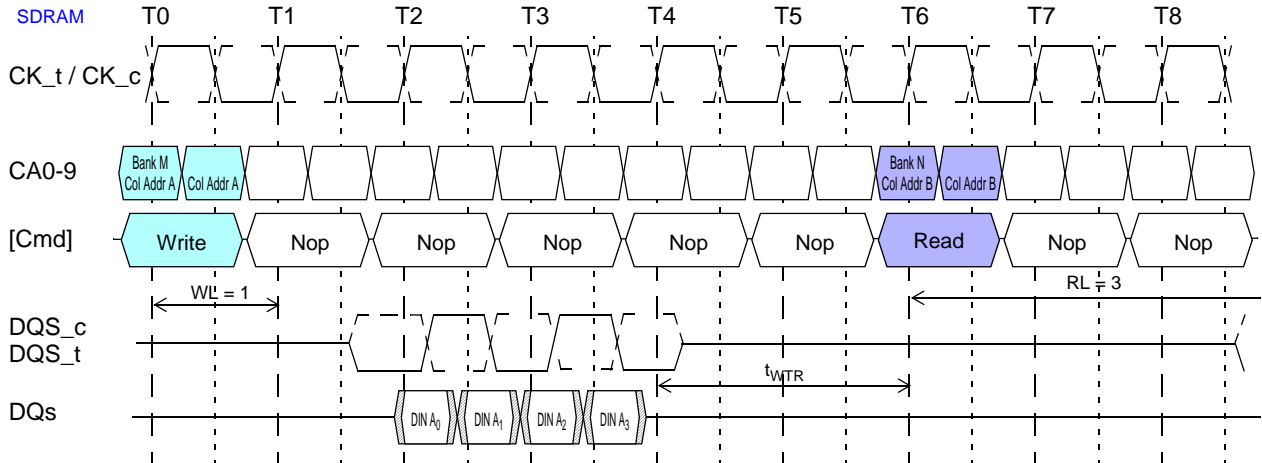 SDRAM T0 T1 T2 T3 T4 T5 T6 T7 T8
CK_t / CK_c
CA0-9 Bank M Col Addr A Col Addr A Bank N Col Addr B Col Addr B
[Cmd] Write Nop Nop Nop Nop Nop Read Nop Nop
WL = 1 RL = 3
DQS_c
DQS_t
tWTR
DQs DIN A0 DIN A1 DIN A2 DIN A3